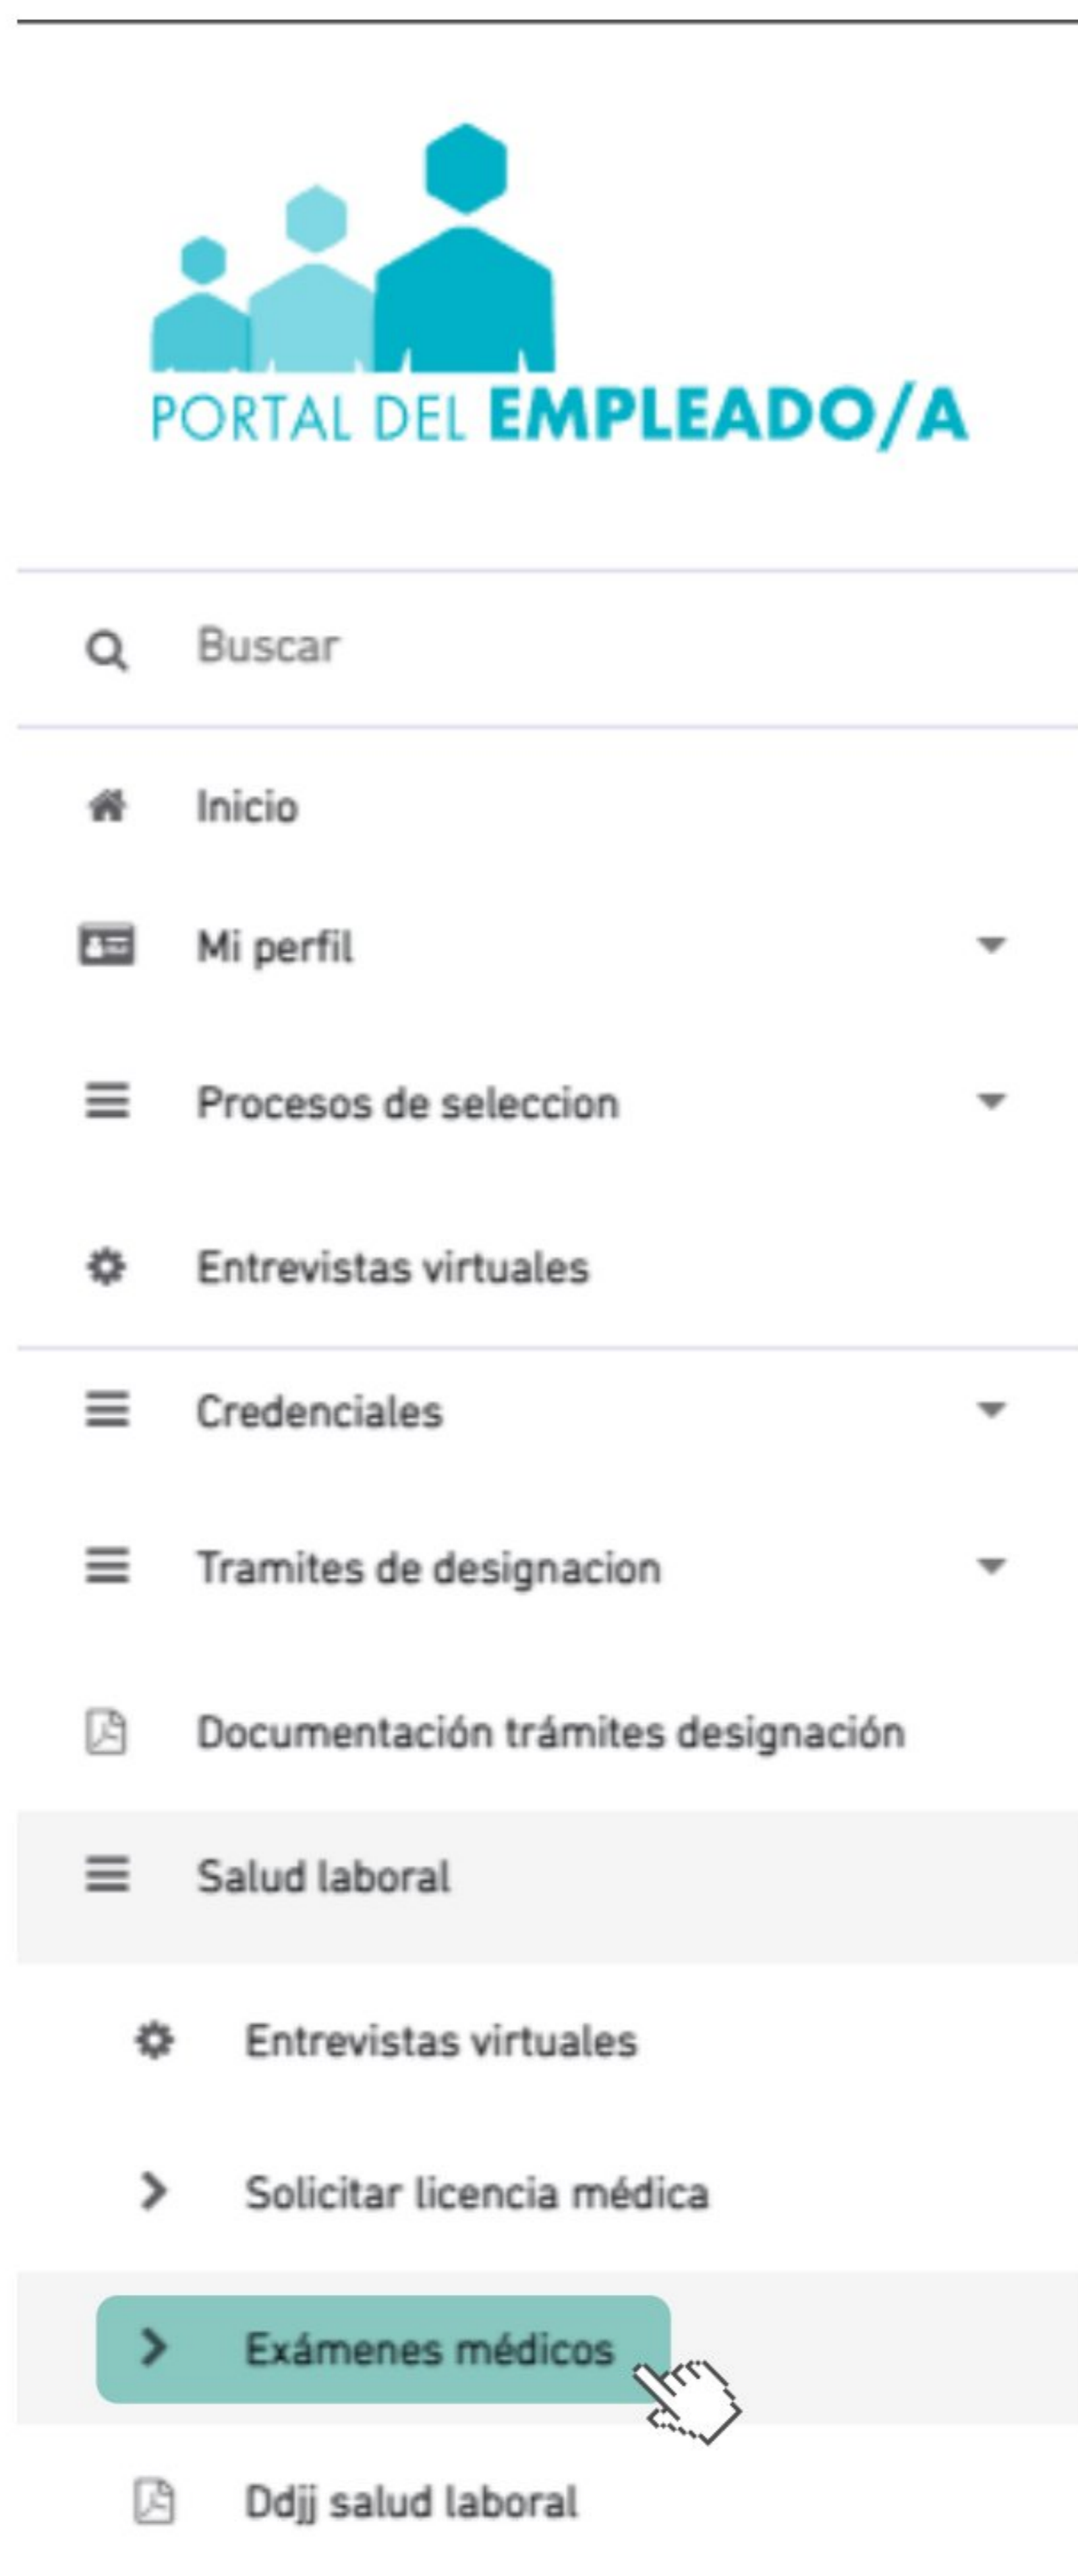 PORTAL DEL EMPLEADO/A
Buscar
Inicio
Mi perfil
Procesos de seleccion
Entrevistas virtuales
Credenciales
Tramites de designacion
Documentación trámites designación
Salud laboral
Entrevistas virtuales
Solicitar licencia médica
Exámenes médicos
Ddjj salud laboral